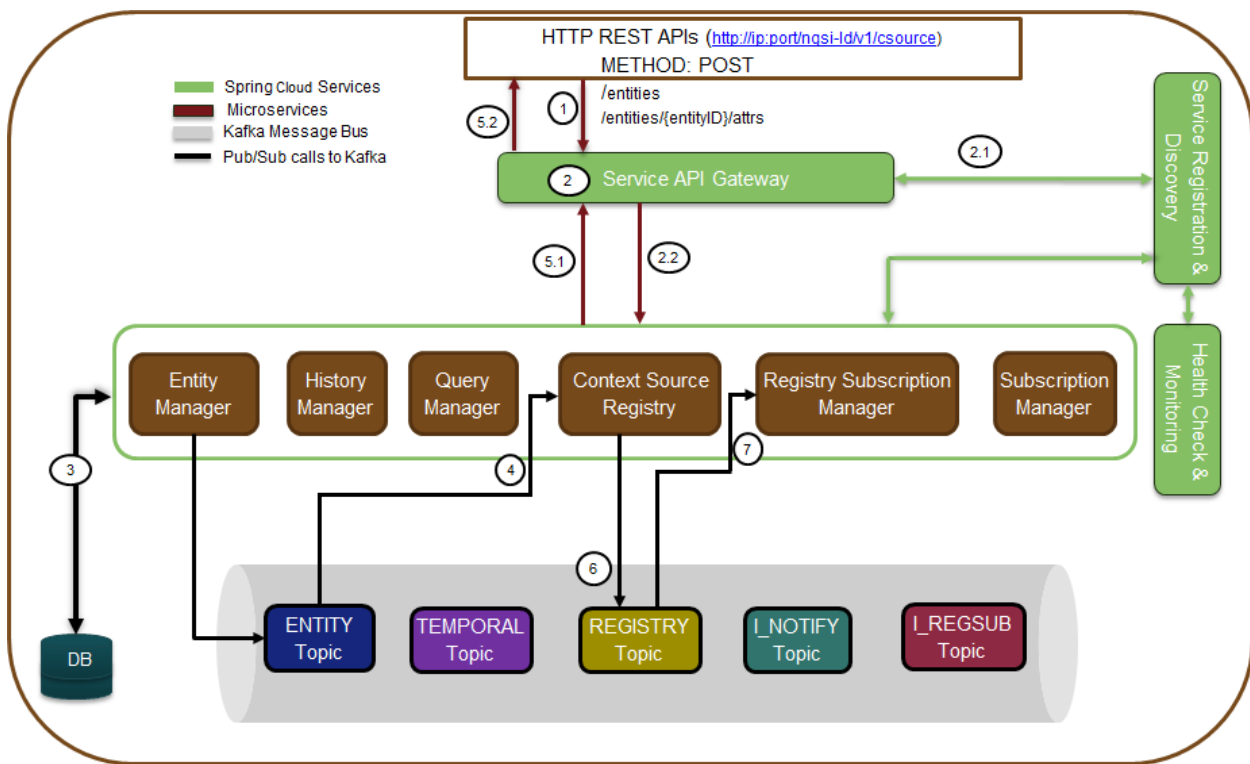 HTTP REST APIs (http://ip:port/ngsi-ld/v1/csource)
METHOD: POST
Spring Cloud Services
Microservices
Kafka Message Bus
Pub/Sub calls to Kafka
/entities
/entities/{entityID}/attrs
5.2
1
2
Service API Gateway
2.1
Service Registration &
Discovery
5.1
2.2
Entity
Manager
History
Manager
Query
Manager
Context Source
Registry
Registry Subscription
Manager
Subscription
Manager
Health Check &
Monitoring
3
4
7
6
ENTITY
Topic
TEMPORAL
Topic
REGISTRY
Topic
I_NOTIFY
Topic
I_REGSUB
Topic
DB